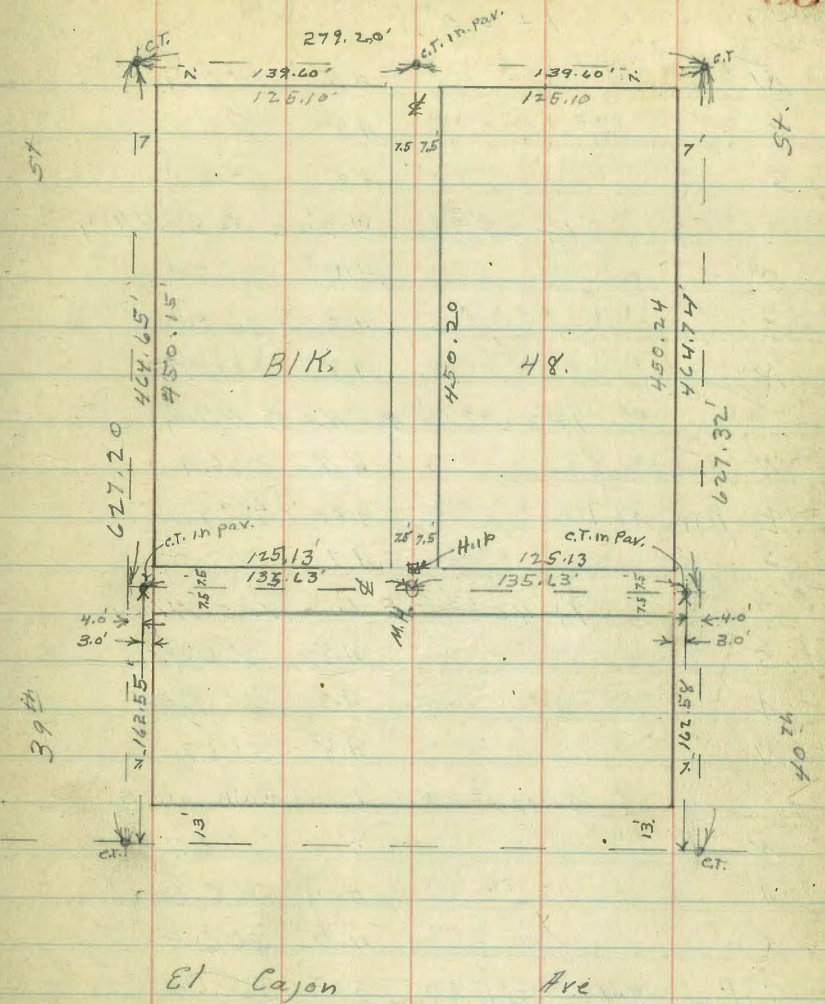 279.20'
C.T.
C.T. in pav.
C.T
7.
139.60'
139.60'
7.
125.10'
125.10
℄
St
7
7.5 7.5'
7'
St.
464.65'
450.15'
Blk.
450.20
48.
450.24
464.74'
627.20
627.32'
C.T. in pav.
7.5' 7.5'
Hub
C.T. in Pav.
125.13'
125.13
135.63'
135.63'
7.5 7.5
℄
7.5 7.5
4.0'
M.H.
4.0'
3.0'
3.0'
39th
162.55'
162.58
40th
7.
7.
13'
13'
C.T.
C.T.
El Cajon Ave